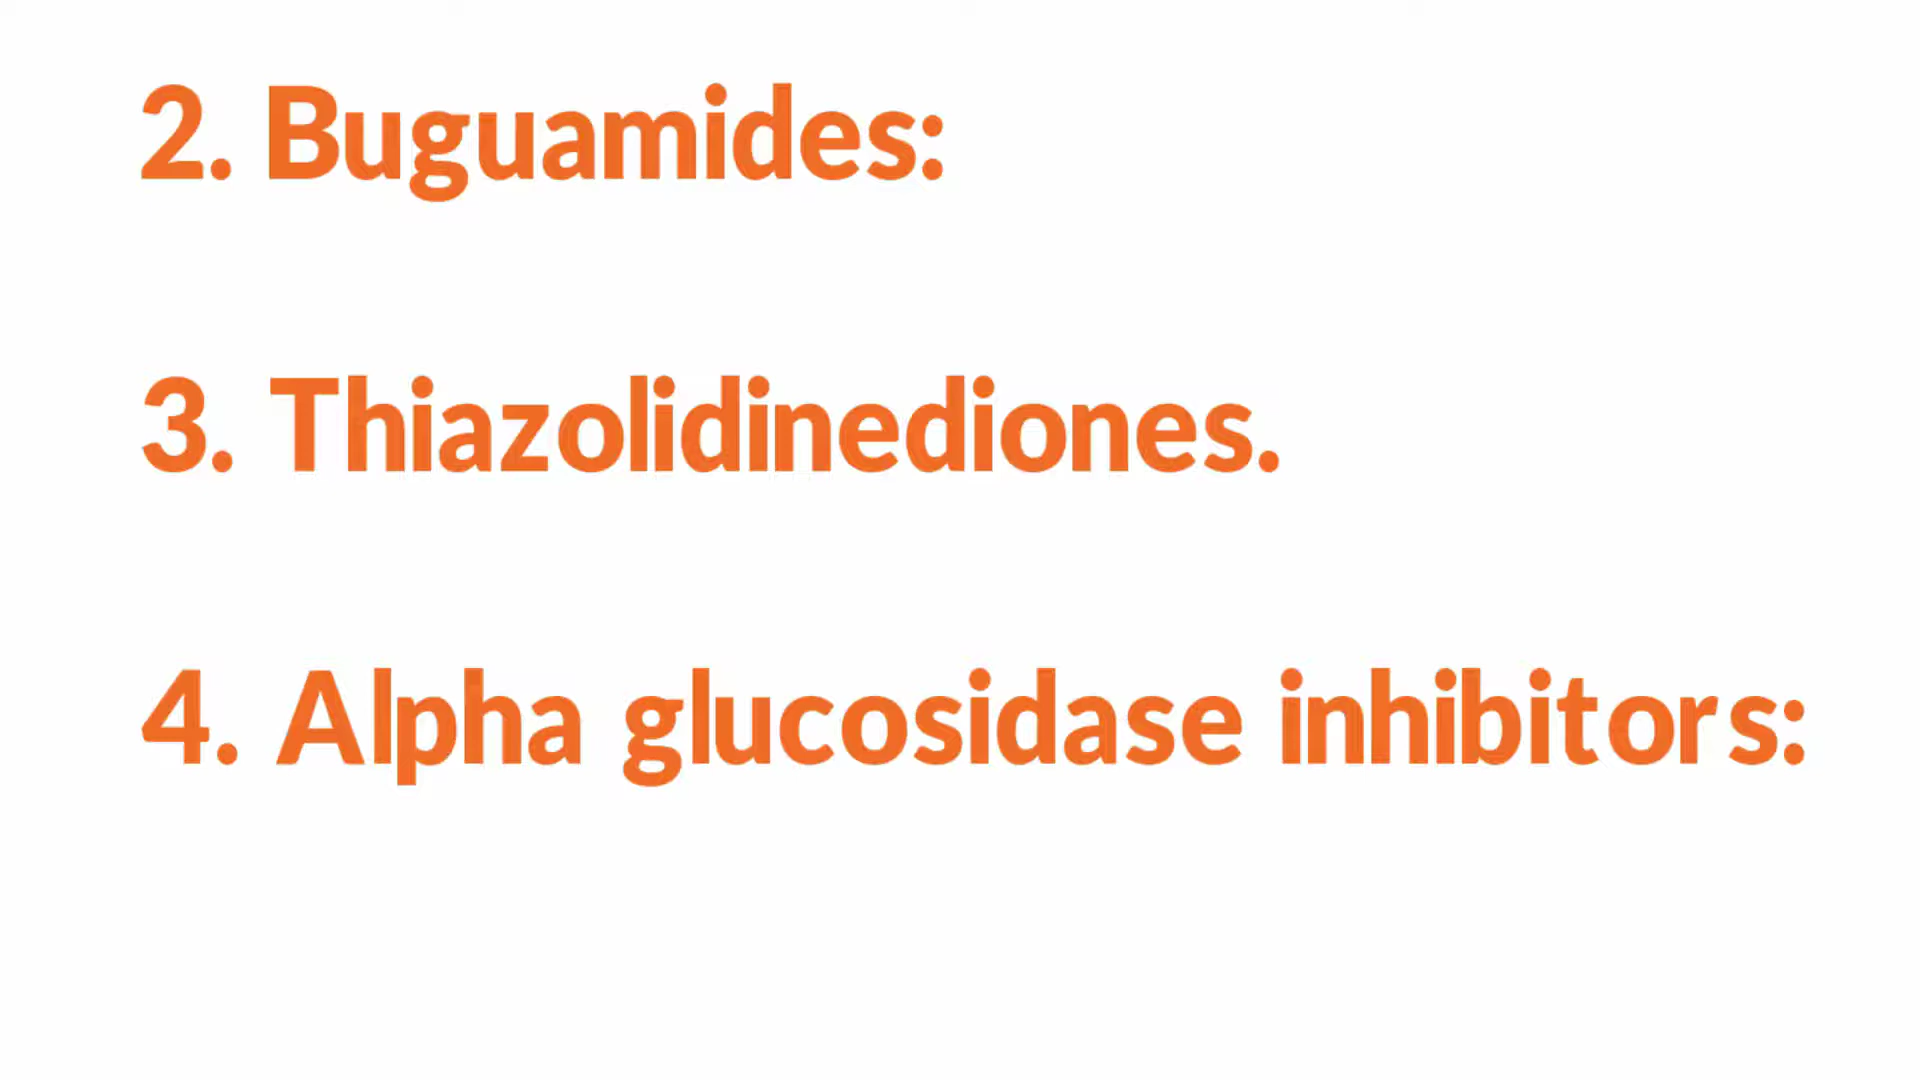 2. Buguamides:
3. Thiazolidinediones.
4. Alpha glucosidase inhibitors: